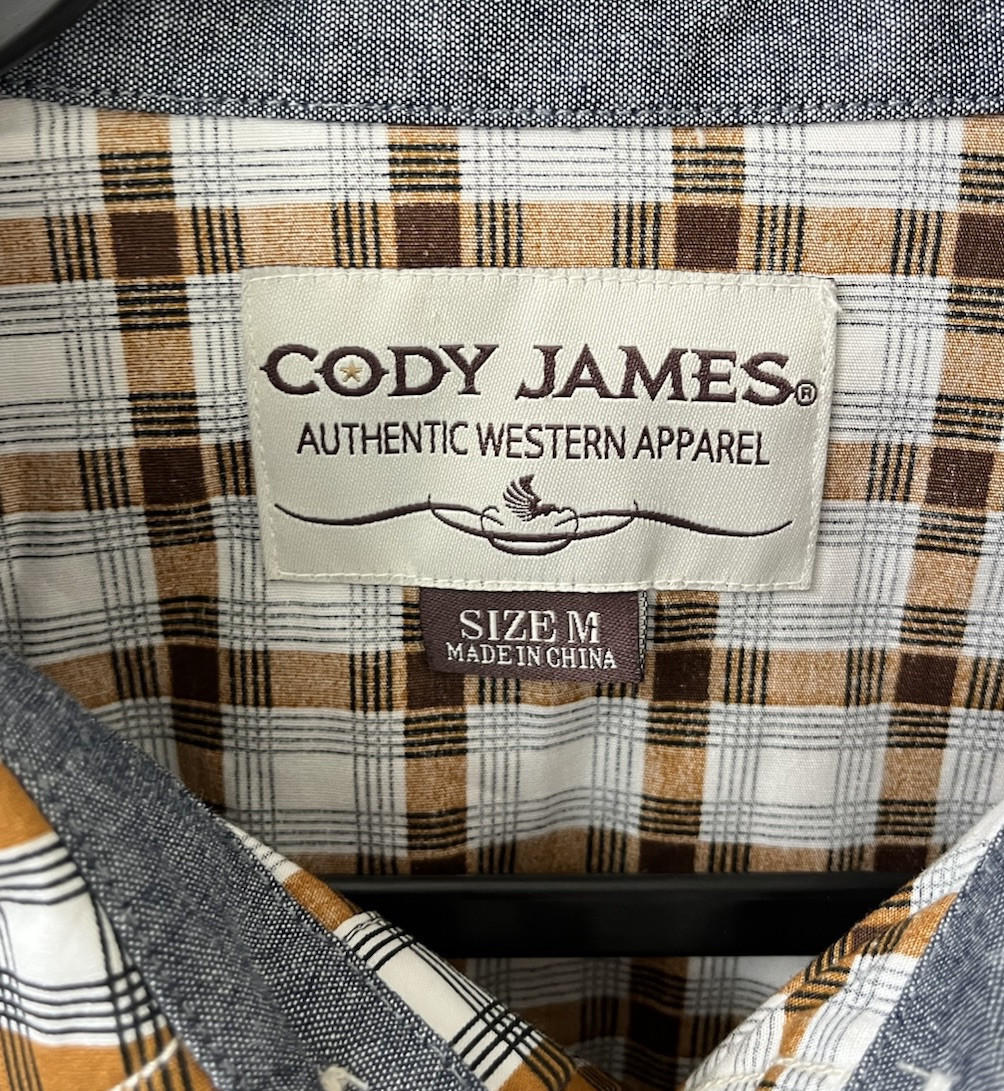 CODY JAMES®
AUTHENTIC WESTERN APPAREL
SIZE M
MADE IN CHINA